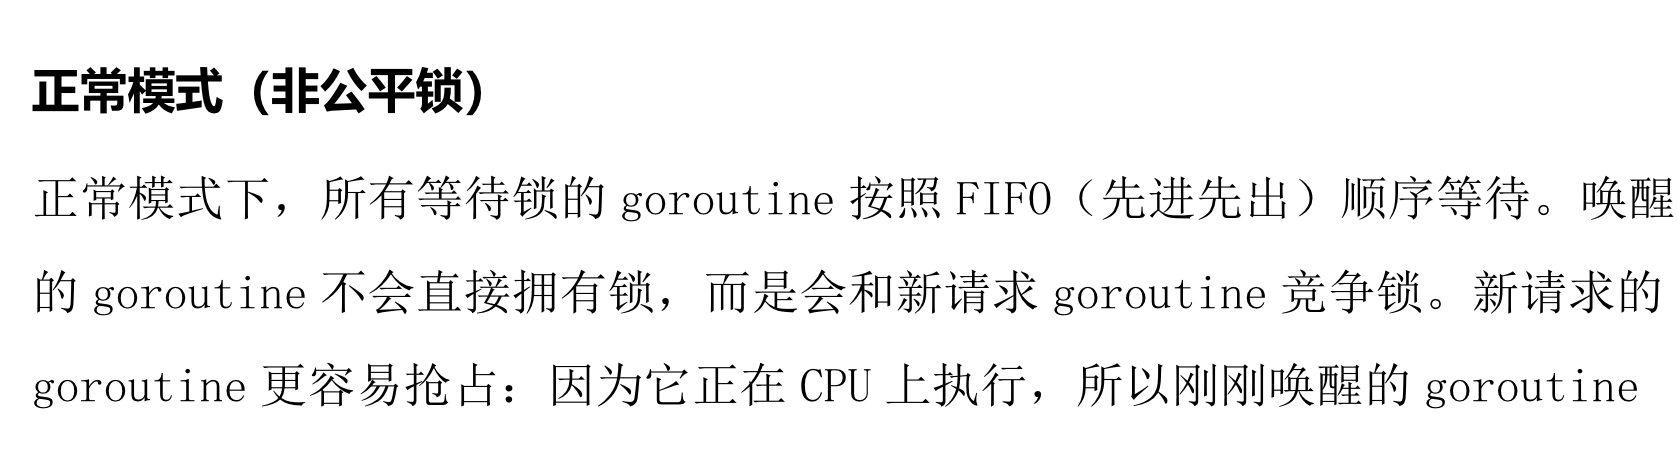 正常模式（非公平锁）
正常模式下，所有等待锁的 goroutine 按照 FIFO（先进先出）顺序等待。唤醒
的 goroutine 不会直接拥有锁，而是会和新请求 goroutine 竞争锁。新请求的
goroutine 更容易抢占：因为它正在 CPU 上执行，所以刚刚唤醒的 goroutine